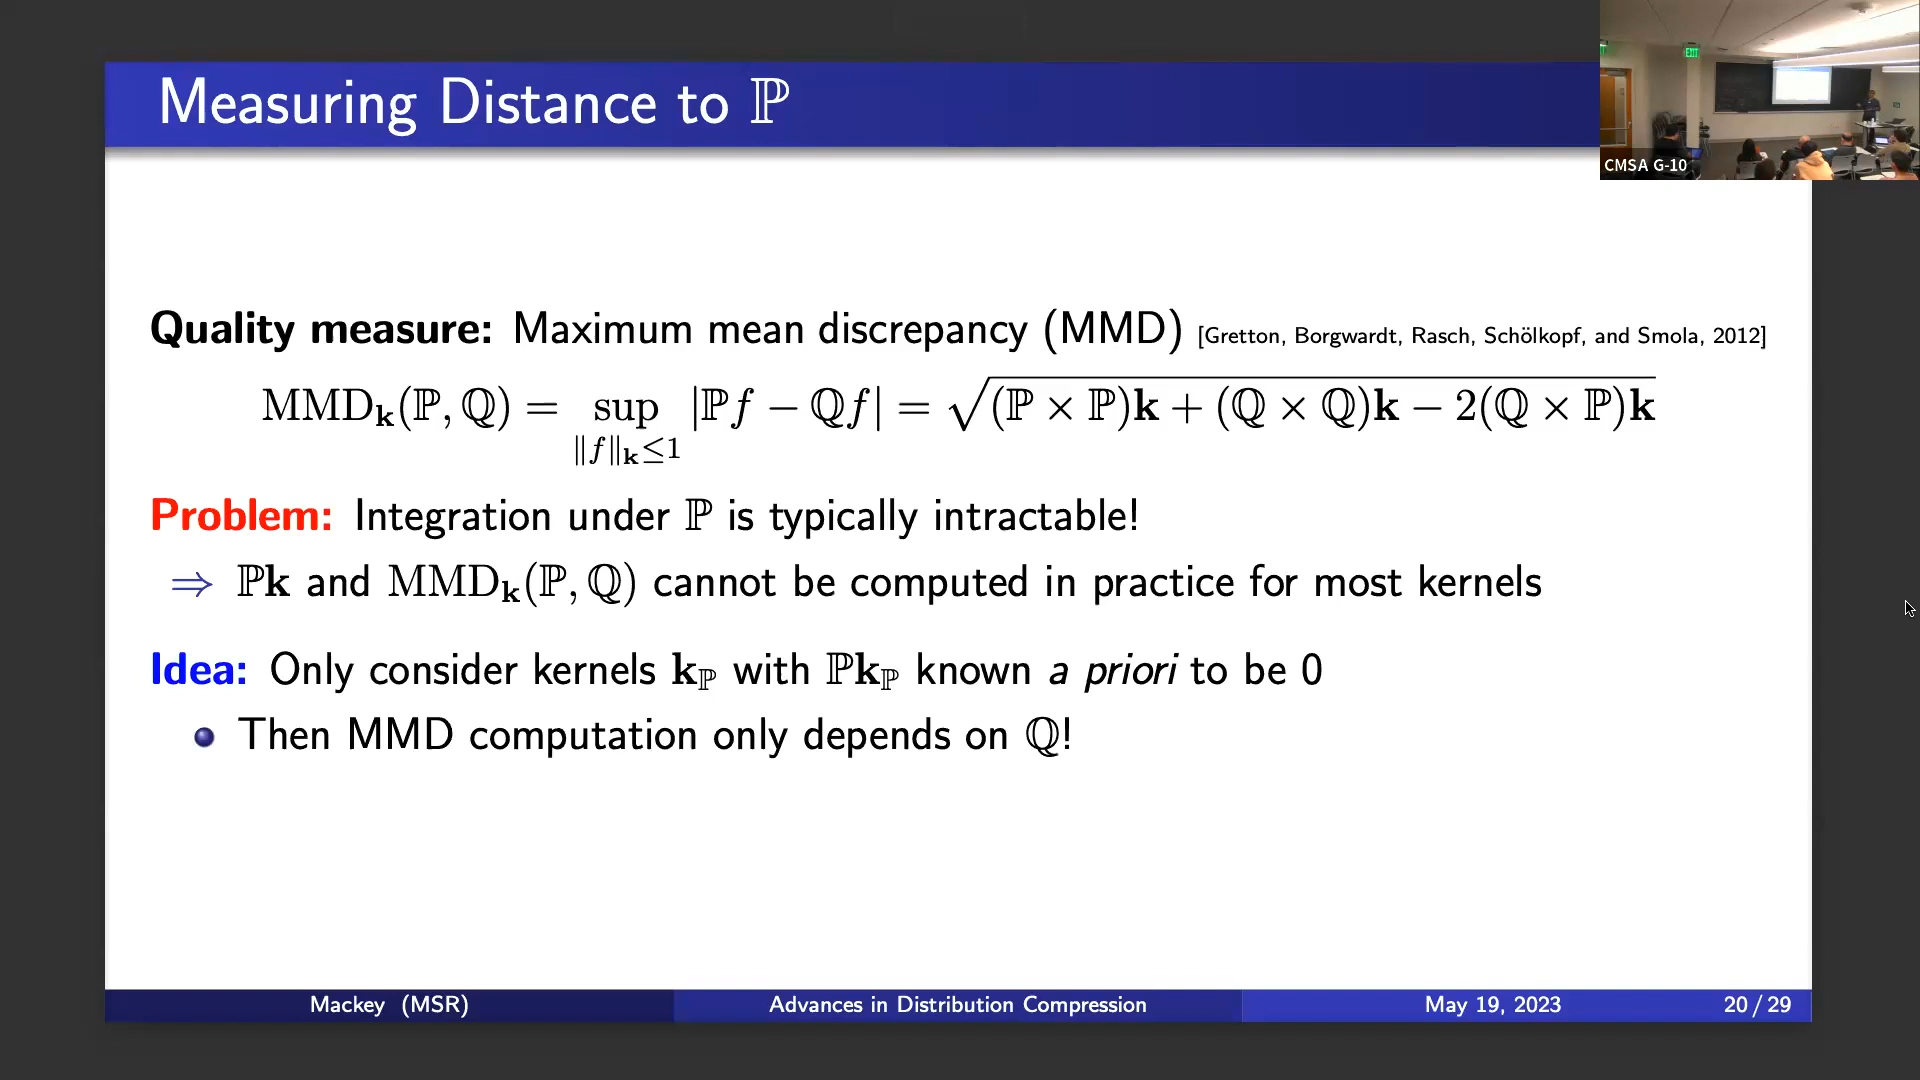 Measuring Distance to ℙ
EXIT
CMSA G-10
Quality measure: Maximum mean discrepancy (MMD) [Gretton, Borgwardt, Rasch, Schölkopf, and Smola, 2012]
MMD_k(ℙ, ℚ) = sup_{‖f‖_k≤1} |ℙf − ℚf| = √((ℙ × ℙ)k + (ℚ × ℚ)k − 2(ℚ × ℙ)k)
Problem: Integration under ℙ is typically intractable!
⇒ ℙk and MMD_k(ℙ, ℚ) cannot be computed in practice for most kernels
Idea: Only consider kernels k_ℙ with ℙk_ℙ known a priori to be 0
• Then MMD computation only depends on ℚ!
Mackey (MSR) Advances in Distribution Compression May 19, 2023 20 / 29